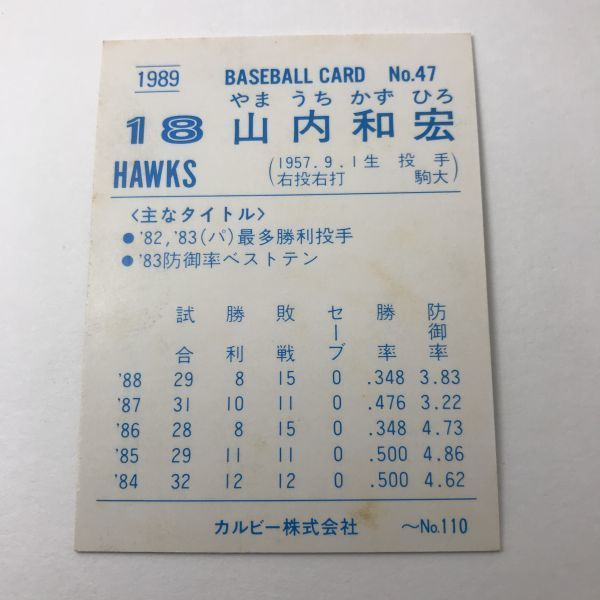 1989 BASEBALL CARD No.47
やま うち かず ひろ
18 山内和宏
HAWKS (1957.9.1生 投手
右投右打 駒大)
〈主なタイトル〉
●'82,'83(パ)最多勝利投手
●'83防御率ベストテン
試合 勝利 敗戦 セーブ 勝率 防御率
'88 29 8 15 0 .348 3.83
'87 31 10 11 0 .476 3.22
'86 28 8 15 0 .348 4.73
'85 29 11 11 0 .500 4.86
'84 32 12 12 0 .500 4.62
カルビー株式会社 〜No.110